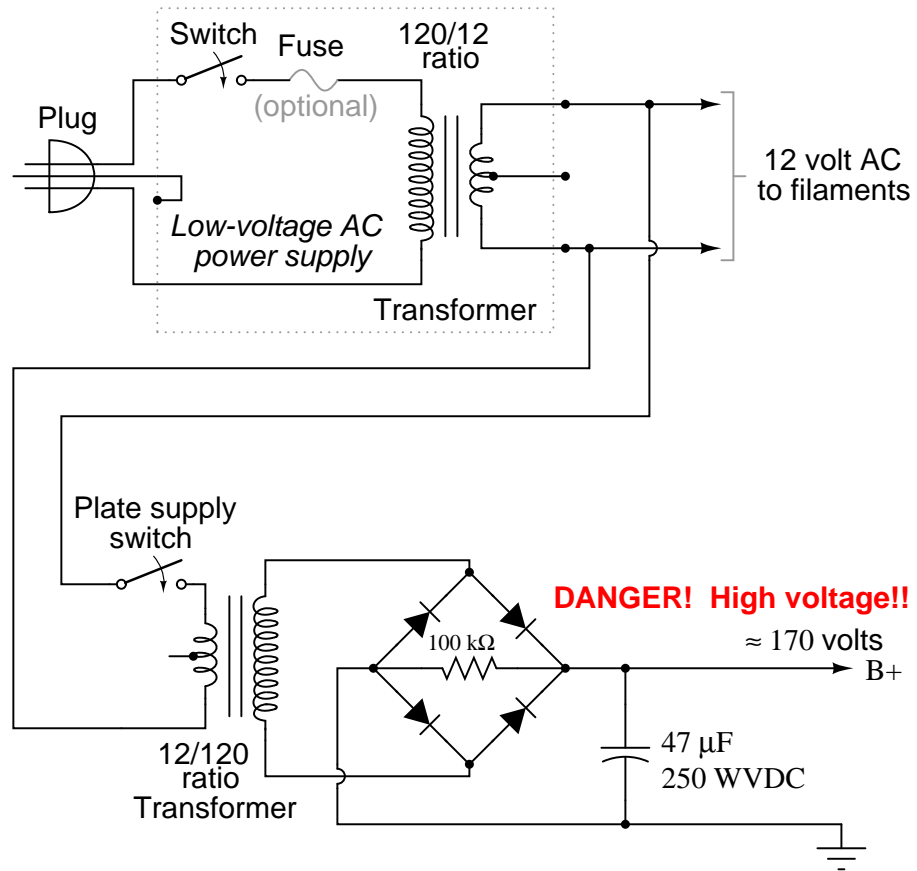 Switch
Fuse
(optional)
120/12
ratio
Plug
Low-voltage AC
power supply
Transformer
12 volt AC
to filaments
Plate supply
switch
DANGER!  High voltage!!
100 kΩ
≈ 170 volts
B+
47 μF
250 WVDC
12/120
ratio
Transformer